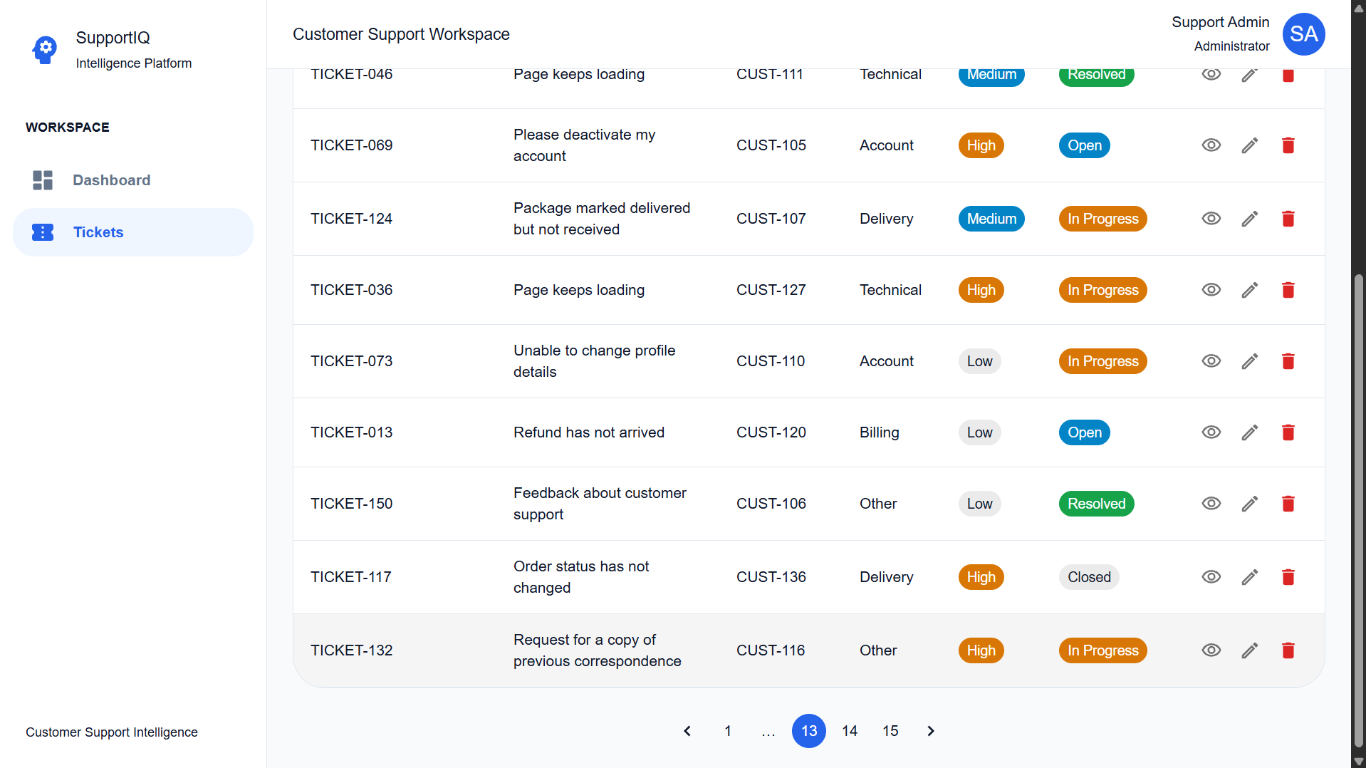 SupportIQ
Intelligence Platform
Customer Support Workspace
Support Admin
Administrator
SA
WORKSPACE
Dashboard
Tickets
TICKET-046 Page keeps loading CUST-111 Technical Medium Resolved
TICKET-069 Please deactivate my
account CUST-105 Account High Open
TICKET-124 Package marked delivered
but not received CUST-107 Delivery Medium In Progress
TICKET-036 Page keeps loading CUST-127 Technical High In Progress
TICKET-073 Unable to change profile
details CUST-110 Account Low In Progress
TICKET-013 Refund has not arrived CUST-120 Billing Low Open
TICKET-150 Feedback about customer
support CUST-106 Other Low Resolved
TICKET-117 Order status has not
changed CUST-136 Delivery High Closed
TICKET-132 Request for a copy of
previous correspondence CUST-116 Other High In Progress
1 ... 13 14 15
Customer Support Intelligence